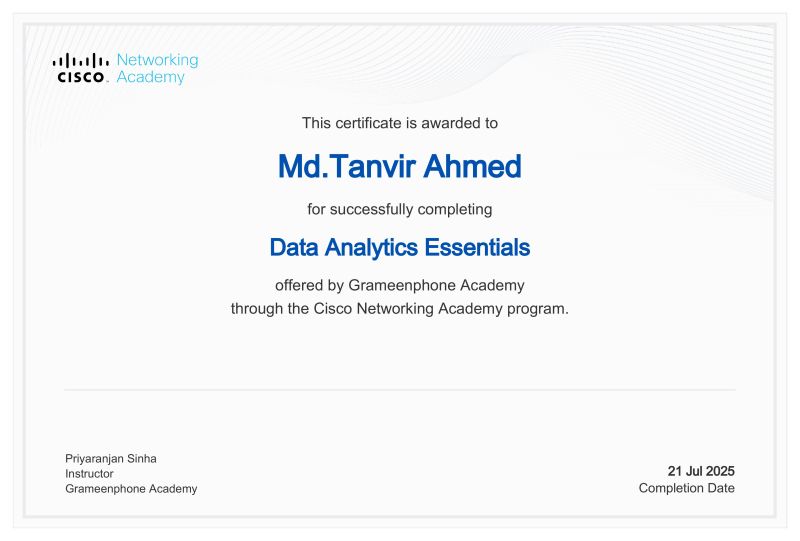 Networking
CISCO. Academy
This certificate is awarded to
Md.Tanvir Ahmed
for successfully completing
Data Analytics Essentials
offered by Grameenphone Academy
through the Cisco Networking Academy program.
Priyaranjan Sinha
Instructor
Grameenphone Academy
21 Jul 2025
Completion Date